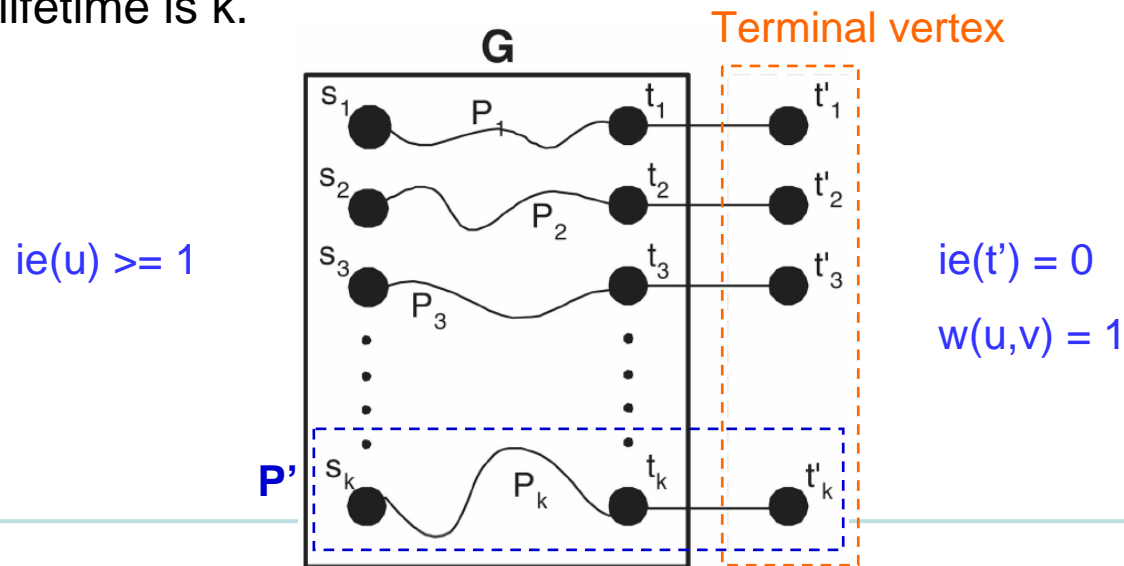 lifetime is k.
Terminal vertex
G
s1 P1 t1 t'1
s2 P2 t2 t'2
ie(u) >= 1
s3 P3 t3 t'3
ie(t’) = 0
w(u,v) = 1
P’ sk Pk tk t'k